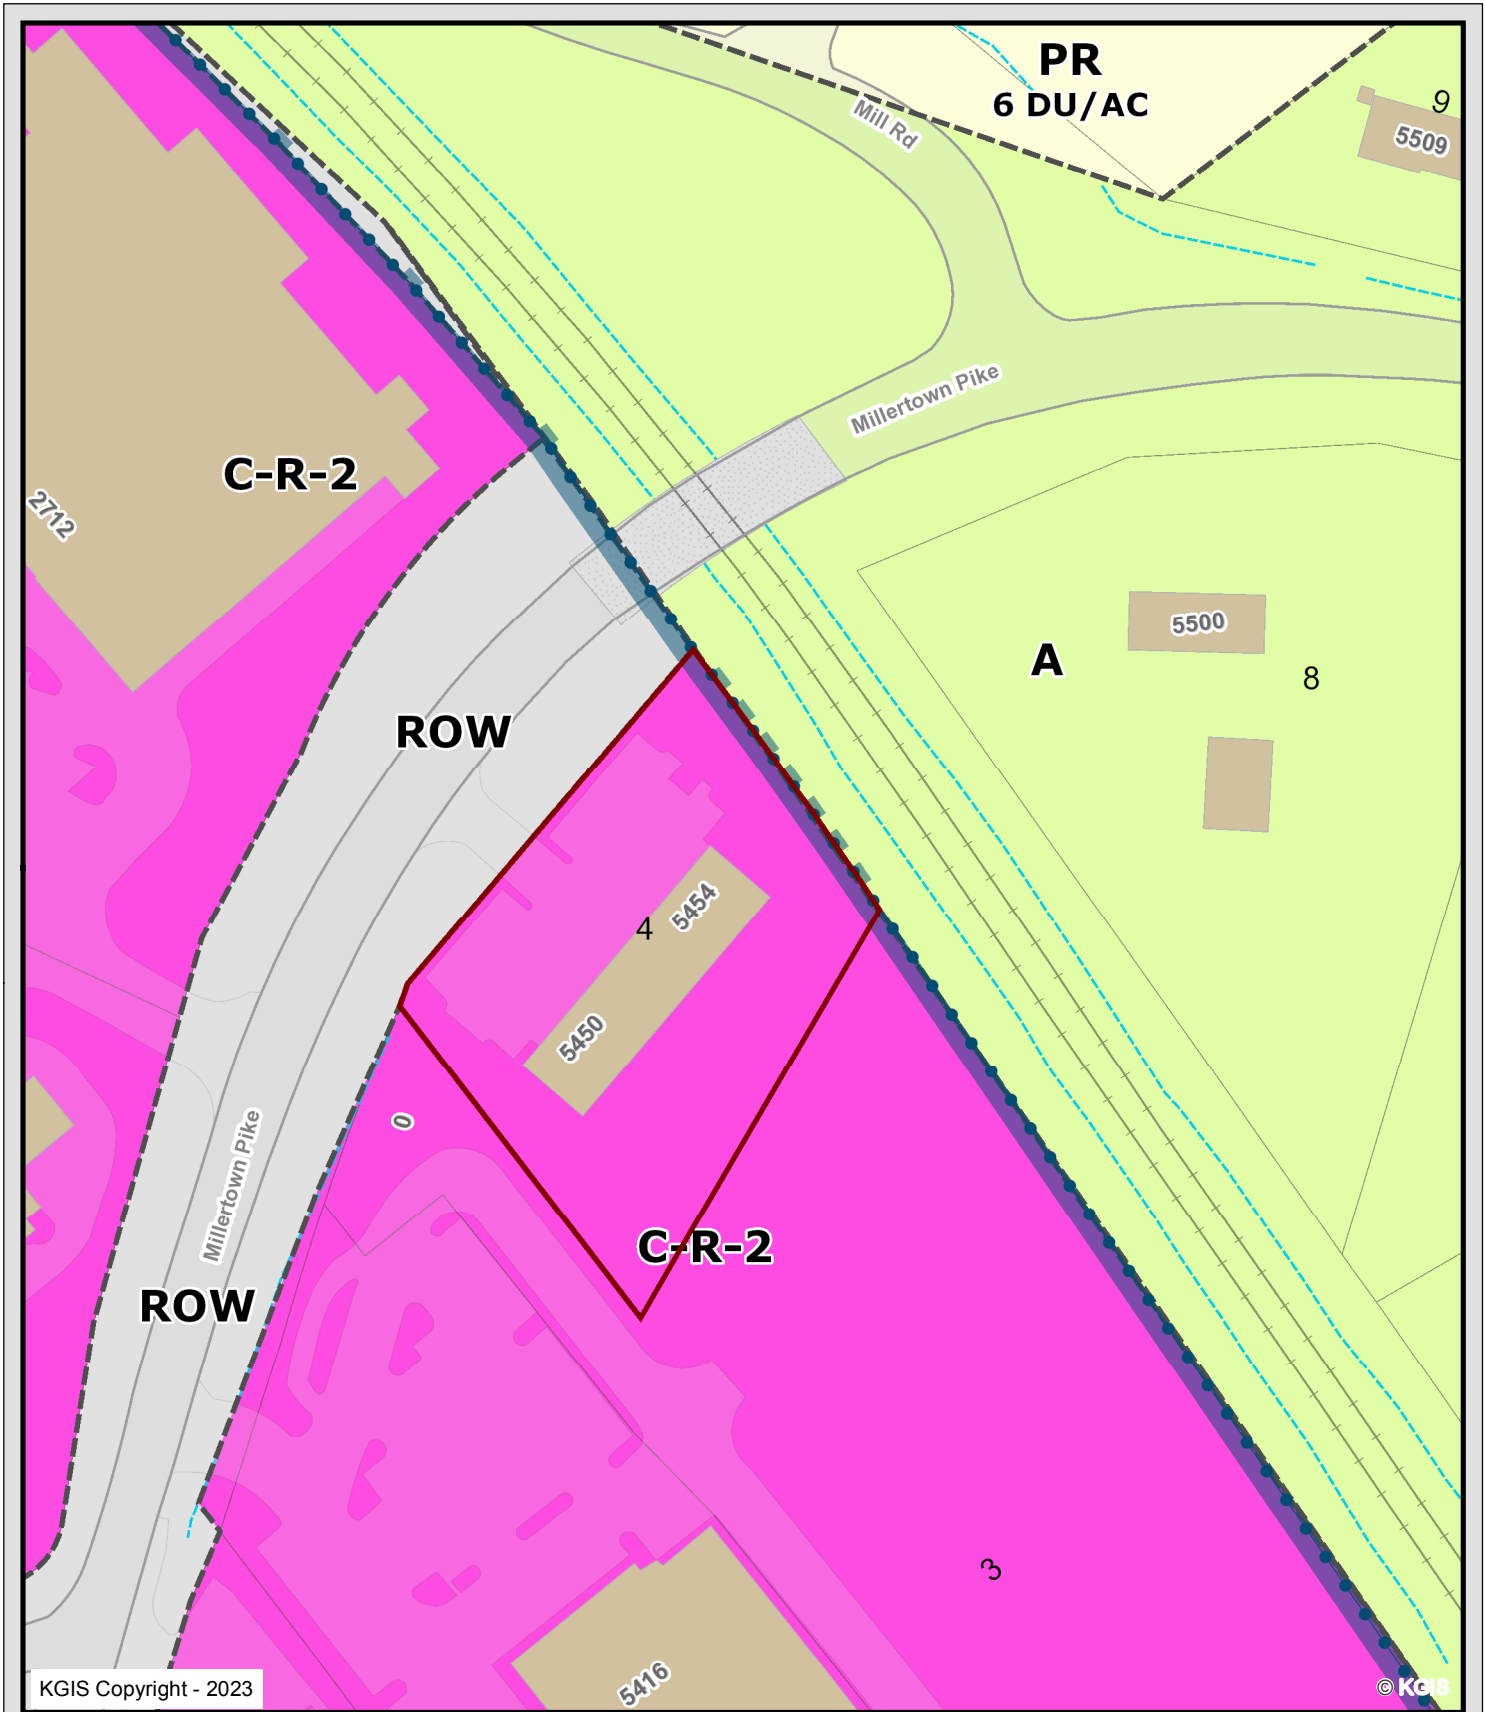 PR
6 DU/AC
9
5509
Mill Rd
Millertown Pike
C-R-2
2712
5500
A
8
ROW
5454
4
5450
0
Millertown Pike
C-R-2
ROW
3
5416
KGIS Copyright - 2023
© KGIS